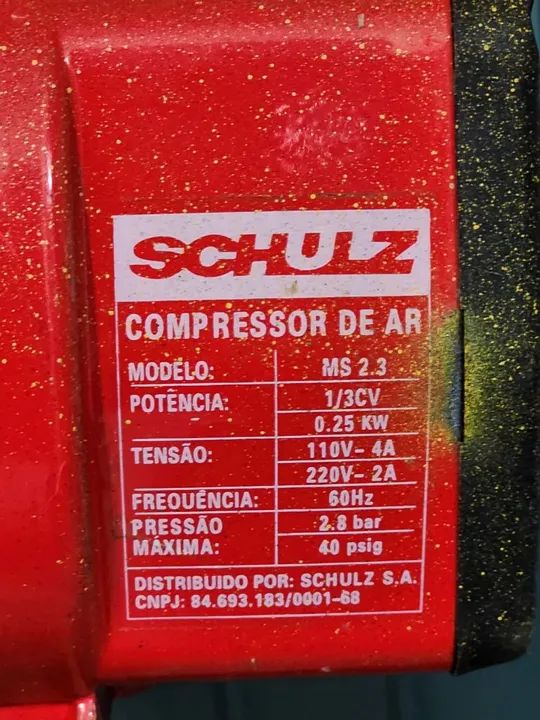 SCHULZ
COMPRESSOR DE AR
MODELO: MS 2.3
POTÊNCIA: 1/3CV
0.25 KW
TENSÃO: 110V- 4A
220V- 2A
FREQUÊNCIA: 60Hz
PRESSÃO 2.8 bar
MÁXIMA: 40 psig
DISTRIBUIDO POR: SCHULZ S.A.
CNPJ: 84.693.183/0001-68